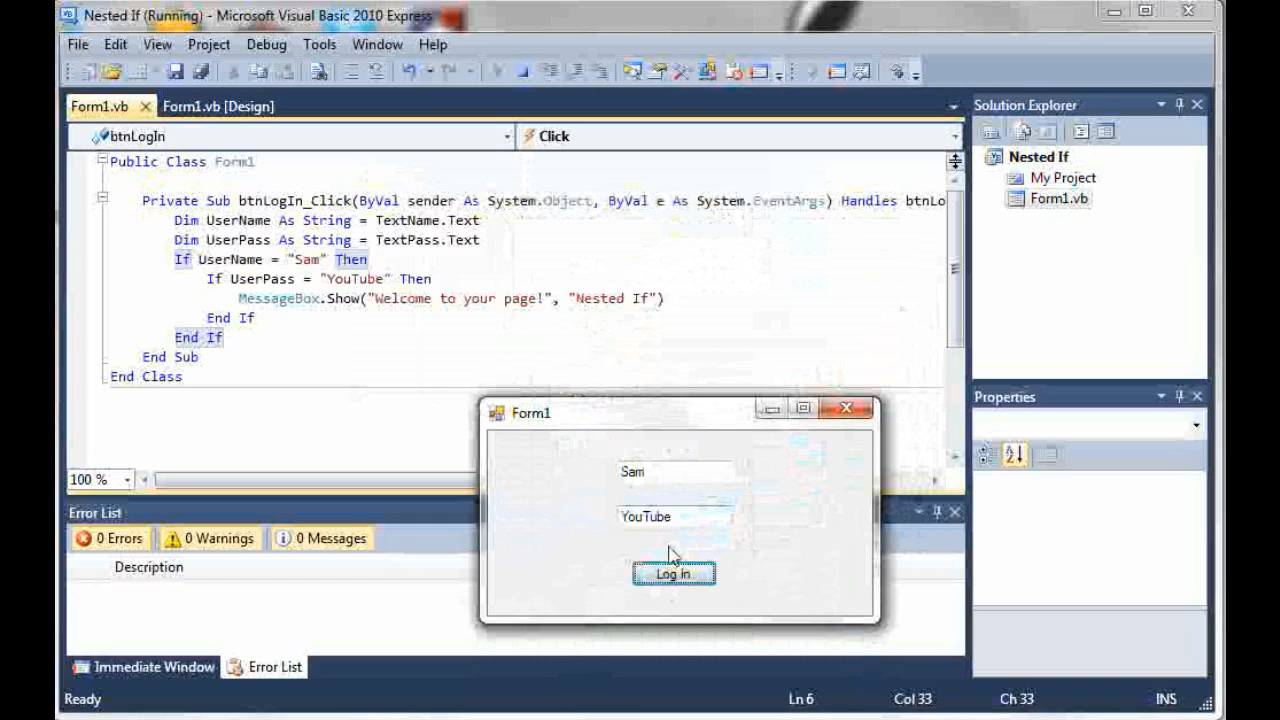 Nested If (Running) - Microsoft Visual Basic 2010 Express
File Edit View Project Debug Tools Window Help
Form1.vb Form1.vb [Design]
btnLogIn Click
Public Class Form1
Private Sub btnLogIn_Click(ByVal sender As System.Object, ByVal e As System.EventArgs) Handles btnLo
Dim UserName As String = TextName.Text
Dim UserPass As String = TextPass.Text
If UserName = "Sam" Then
If UserPass = "YouTube" Then
MessageBox.Show("Welcome to your page!", "Nested If")
End If
End If
End Sub
End Class
100 %
Solution Explorer
Nested If
My Project
Form1.vb
Properties
Form1
Sam
YouTube
Log In
Error List
0 Errors 0 Warnings 0 Messages
Description
Immediate Window Error List
Ready Ln 6 Col 33 Ch 33 INS